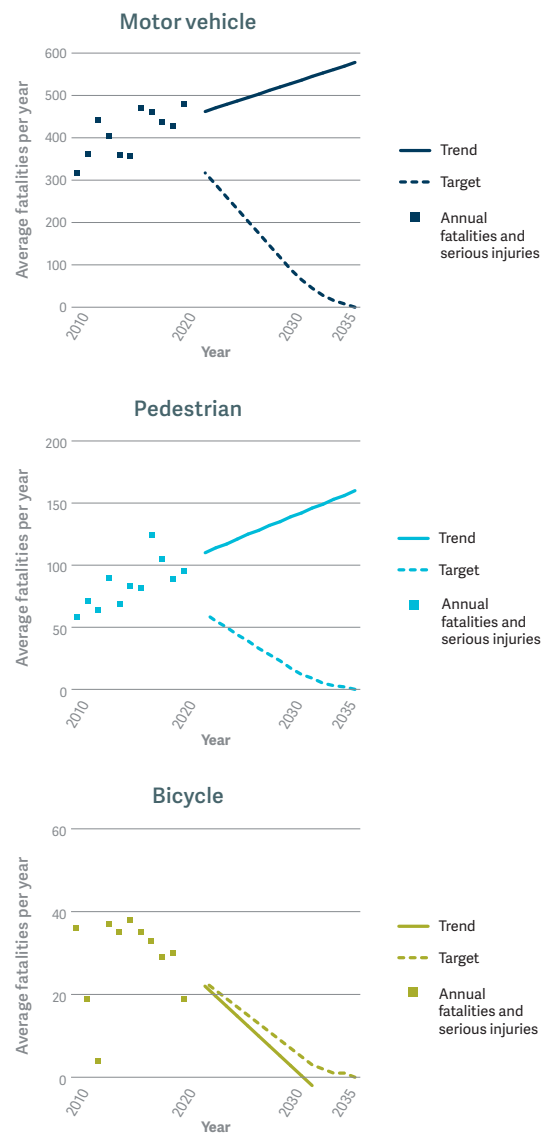 Motor vehicle
Average fatalities per year
600
500
400
300
200
100
0
2010
2020
2030
2035
Year
Trend
Target
Annual
fatalities and
serious injuries
Pedestrian
Average fatalities per year
200
150
100
50
0
2010
2020
2030
2035
Year
Trend
Target
Annual
fatalities and
serious injuries
Bicycle
Average fatalities per year
60
40
20
0
2010
2020
2030
2035
Year
Trend
Target
Annual
fatalities and
serious injuries